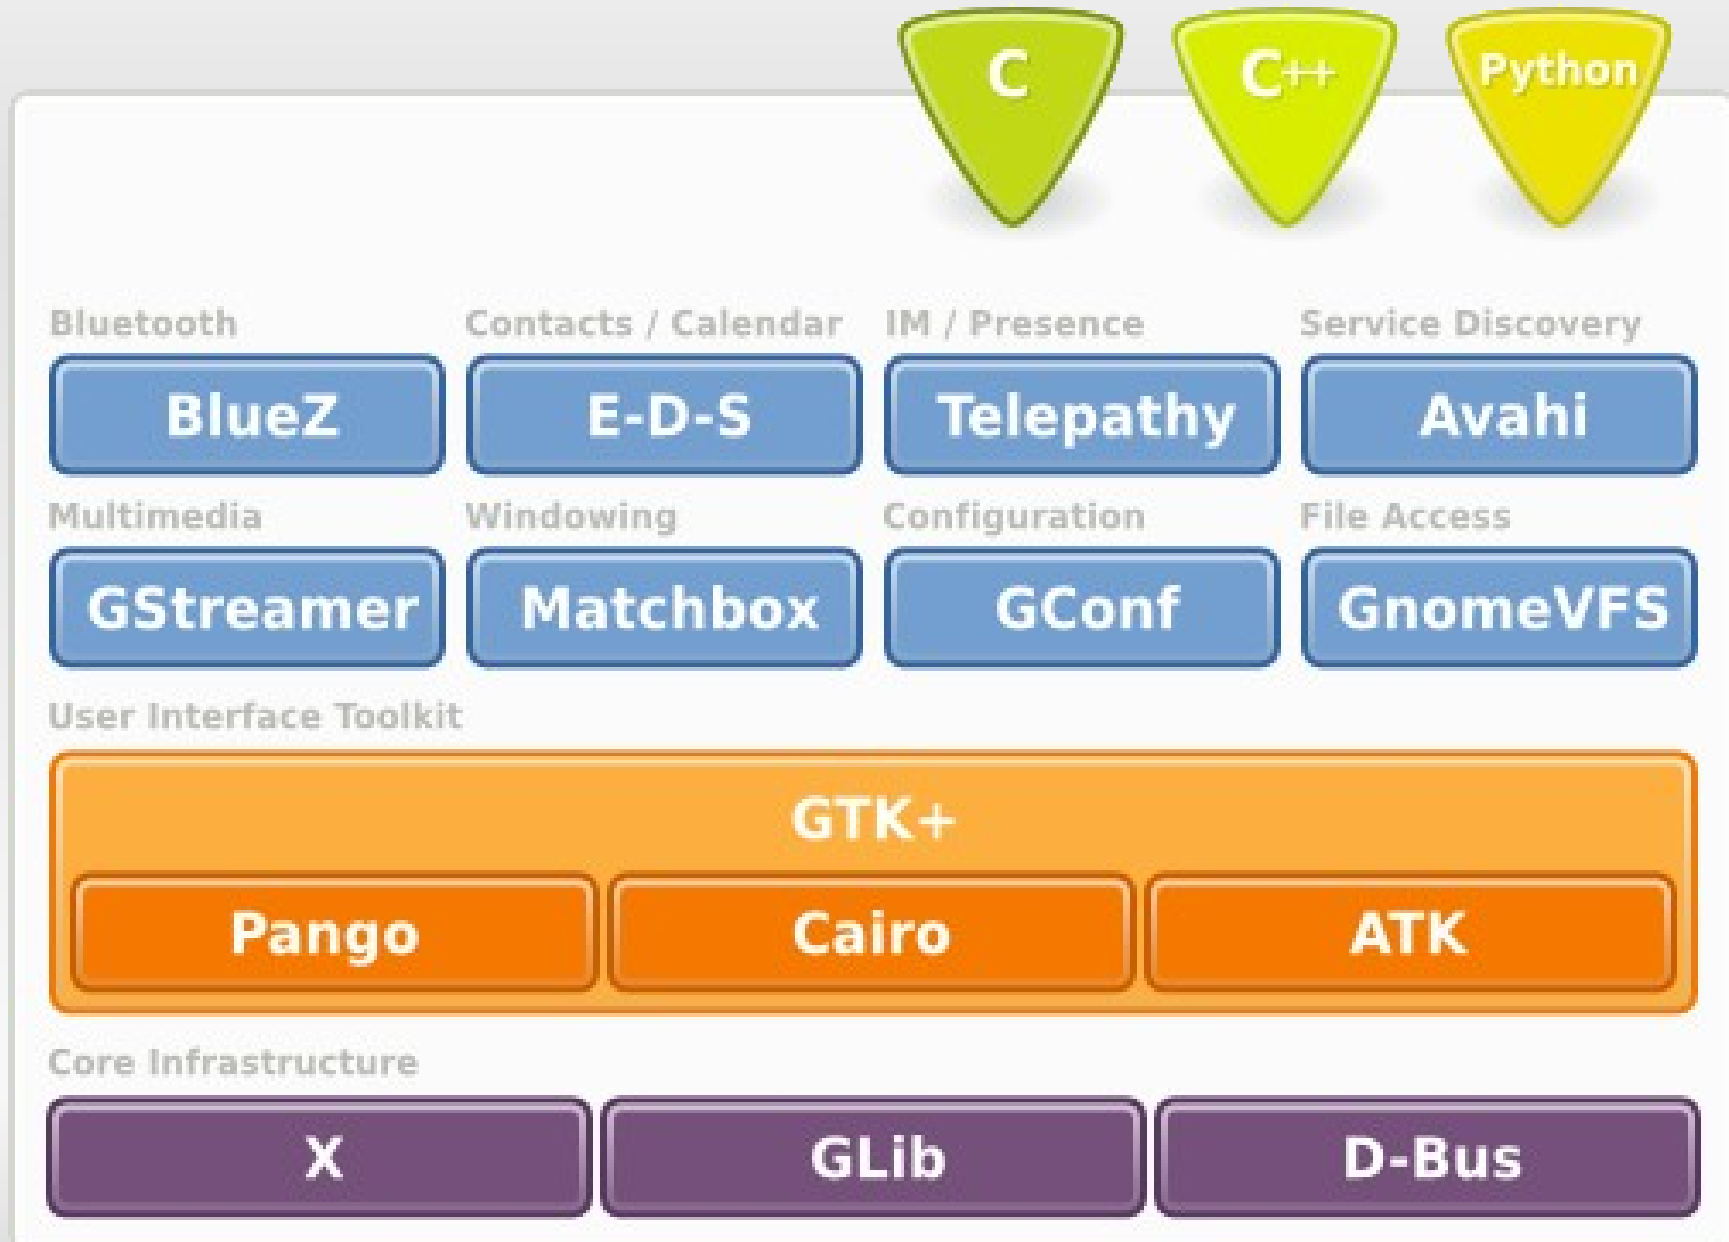 C C++ Python
Bluetooth Contacts / Calendar IM / Presence Service Discovery
BlueZ E-D-S Telepathy Avahi
Multimedia Windowing Configuration File Access
GStreamer Matchbox GConf GnomeVFS
User Interface Toolkit
GTK+
Pango Cairo ATK
Core Infrastructure
X GLib D-Bus